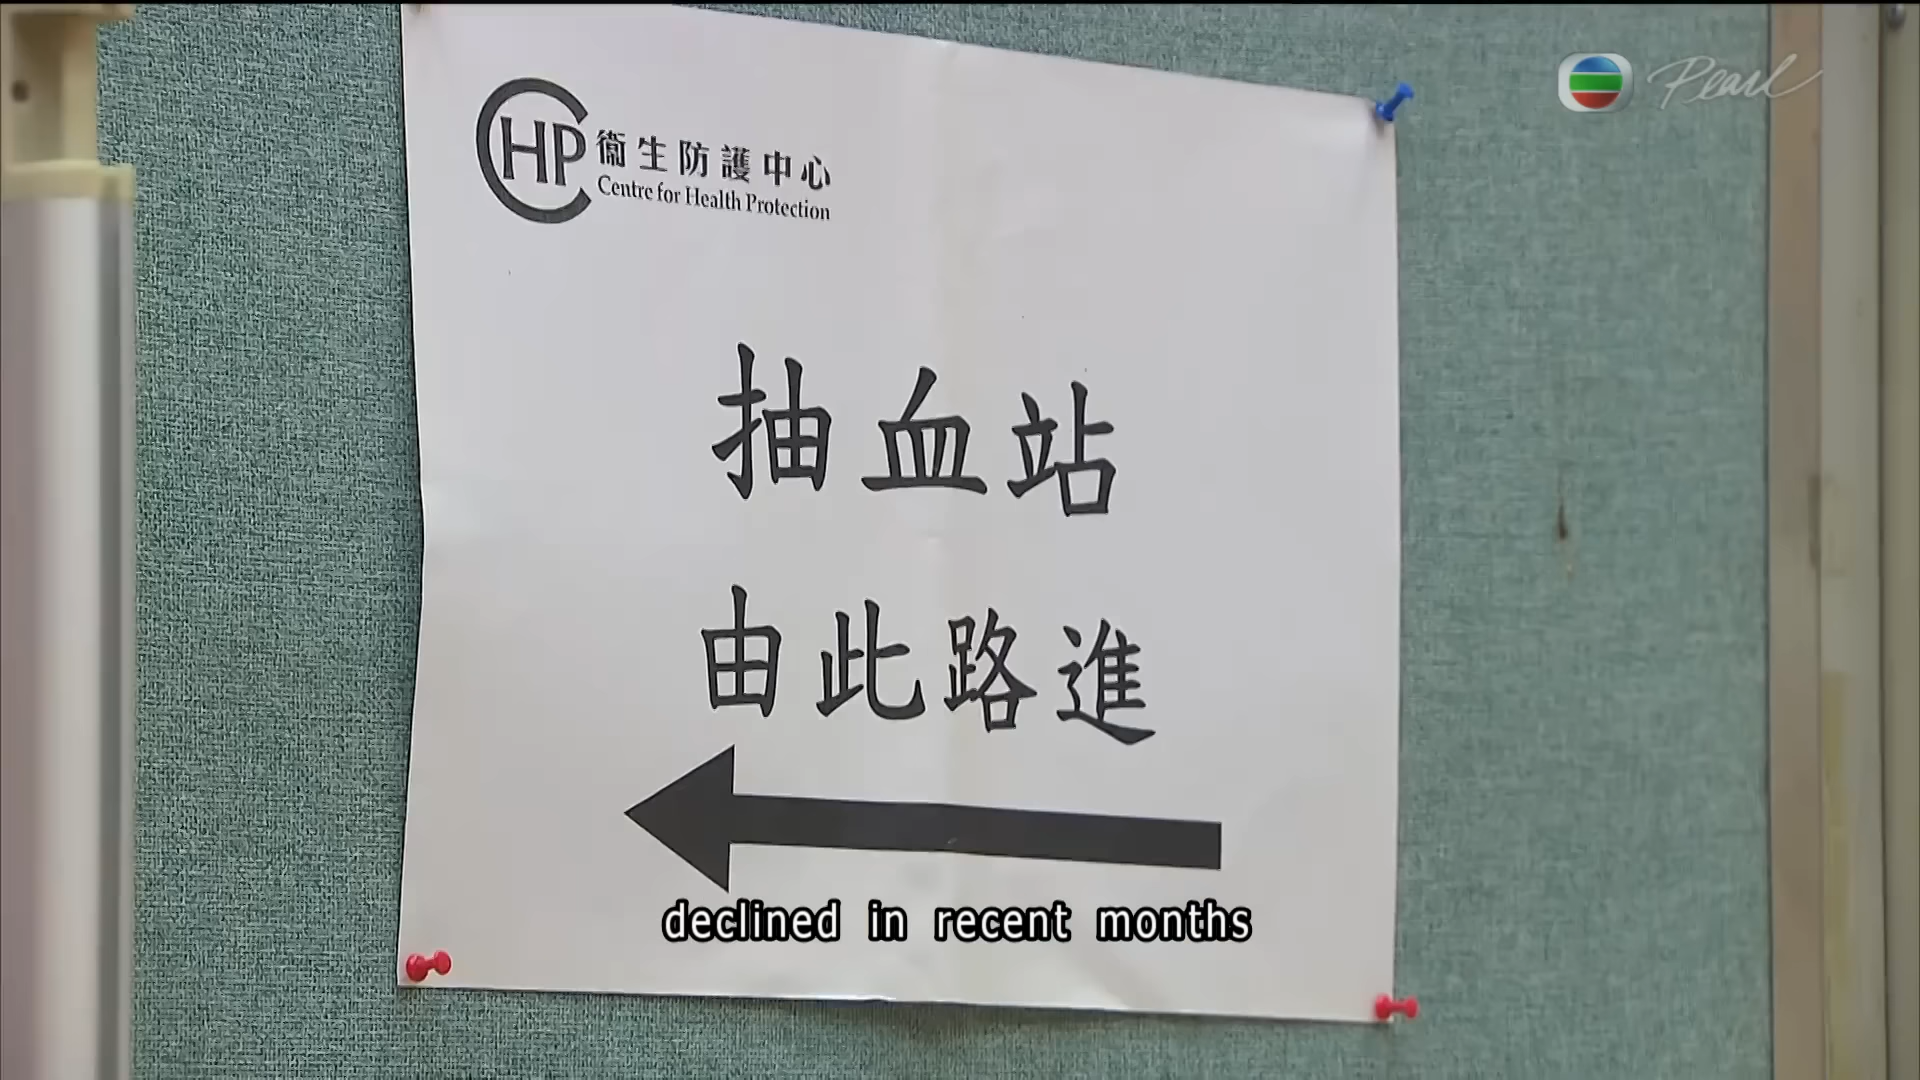 Pearl
CHP 衞生防護中心
Centre for Health Protection
抽血站
由此路進
declined in recent months